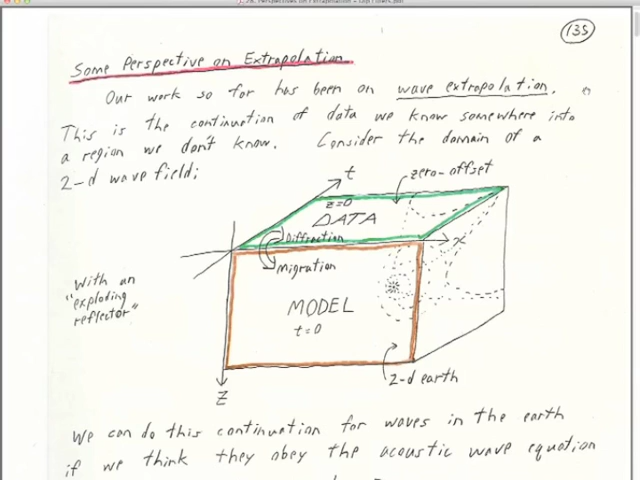 135
Some Perspective on Extrapolation
Our work so far has been on wave extrapolation.
This is the continuation of data we know somewhere into
a region we don't know. Consider the domain of a
2-d wave field;
t
zero-offset
z=0
DATA
Diffraction
x
Migration
With an
"exploding
reflector"
MODEL
t=0
2-d earth
z
We can do this continuation for waves in the earth
if we think they obey the acoustic wave equation